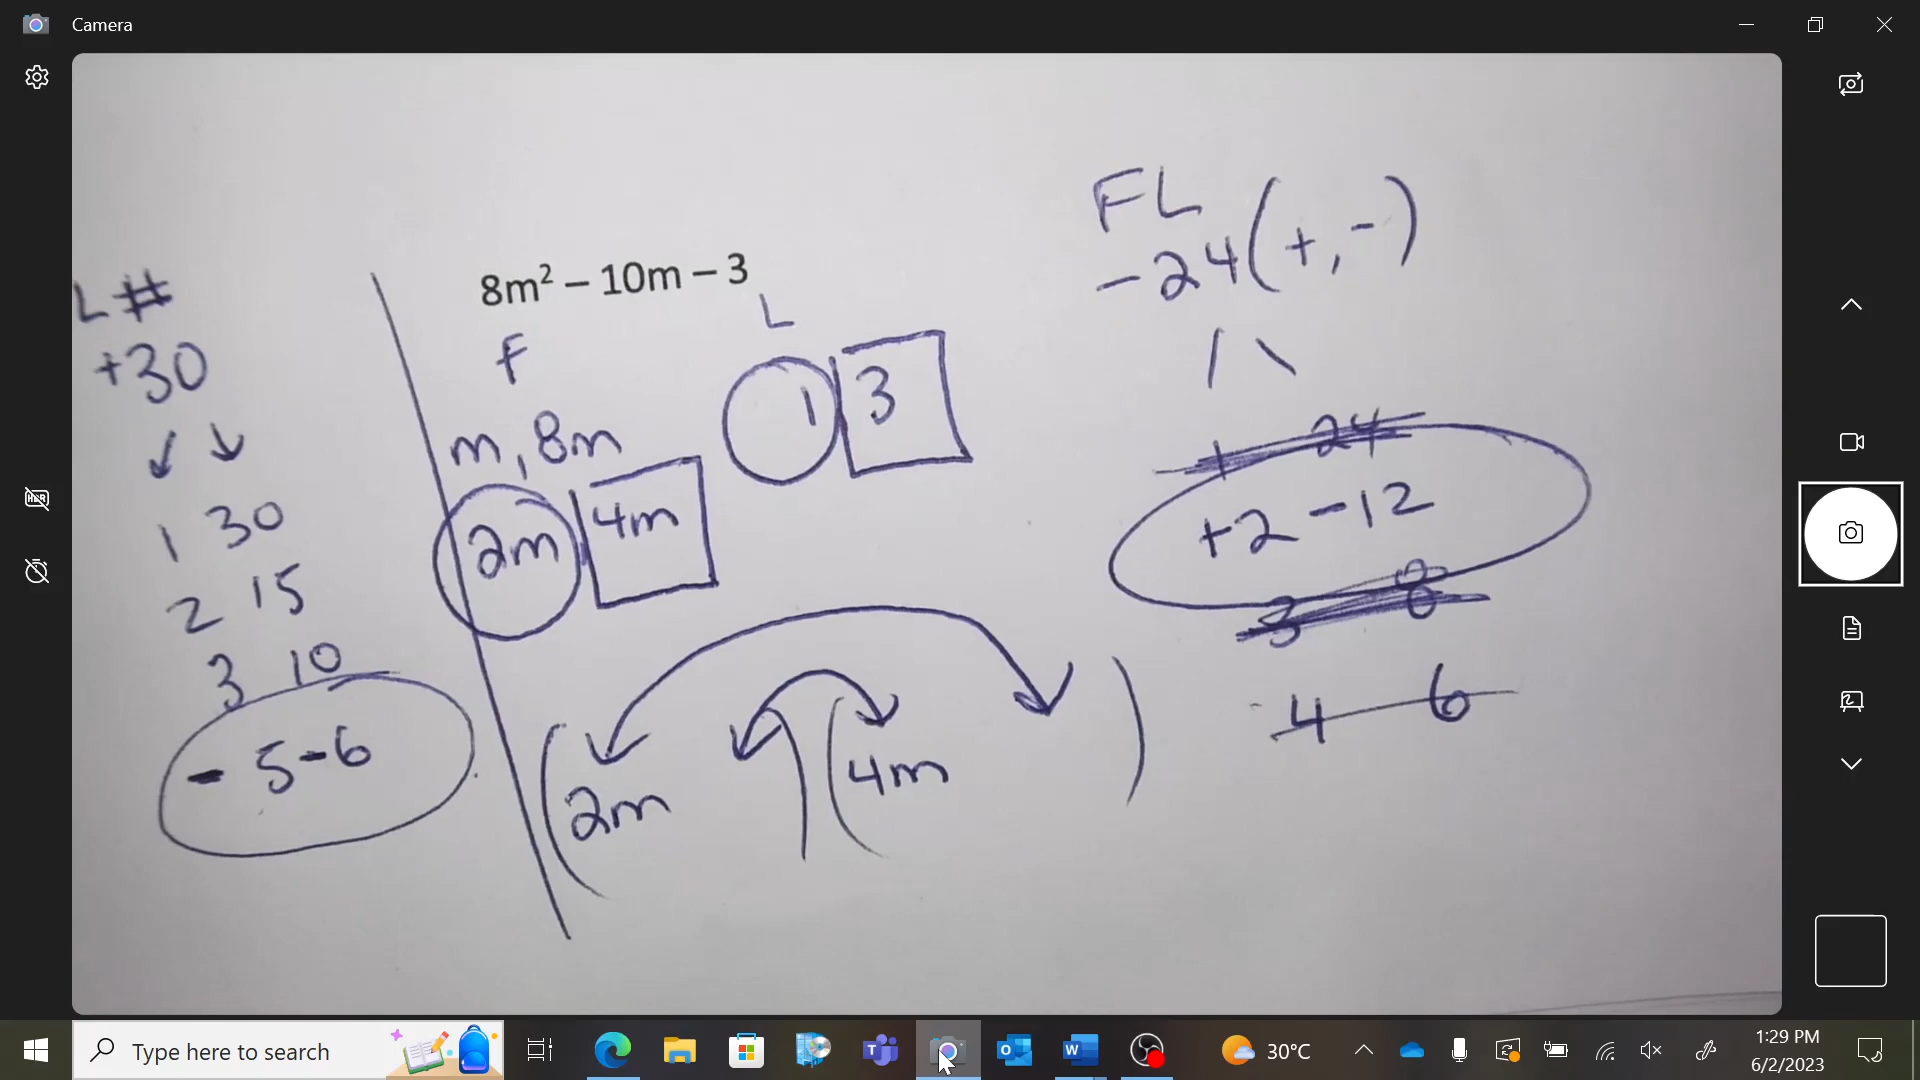 Camera
L #
+30
1 30
2 15
3 10
- 5 - 6
8m² – 10m – 3
F
L
m, 8m
1 3
2m 4m
(2m ) (4m )
FL
-24 (+, -)
1 24
+2 -12
3 8
4 6
Type here to search
30°C
1:29 PM
6/2/2023